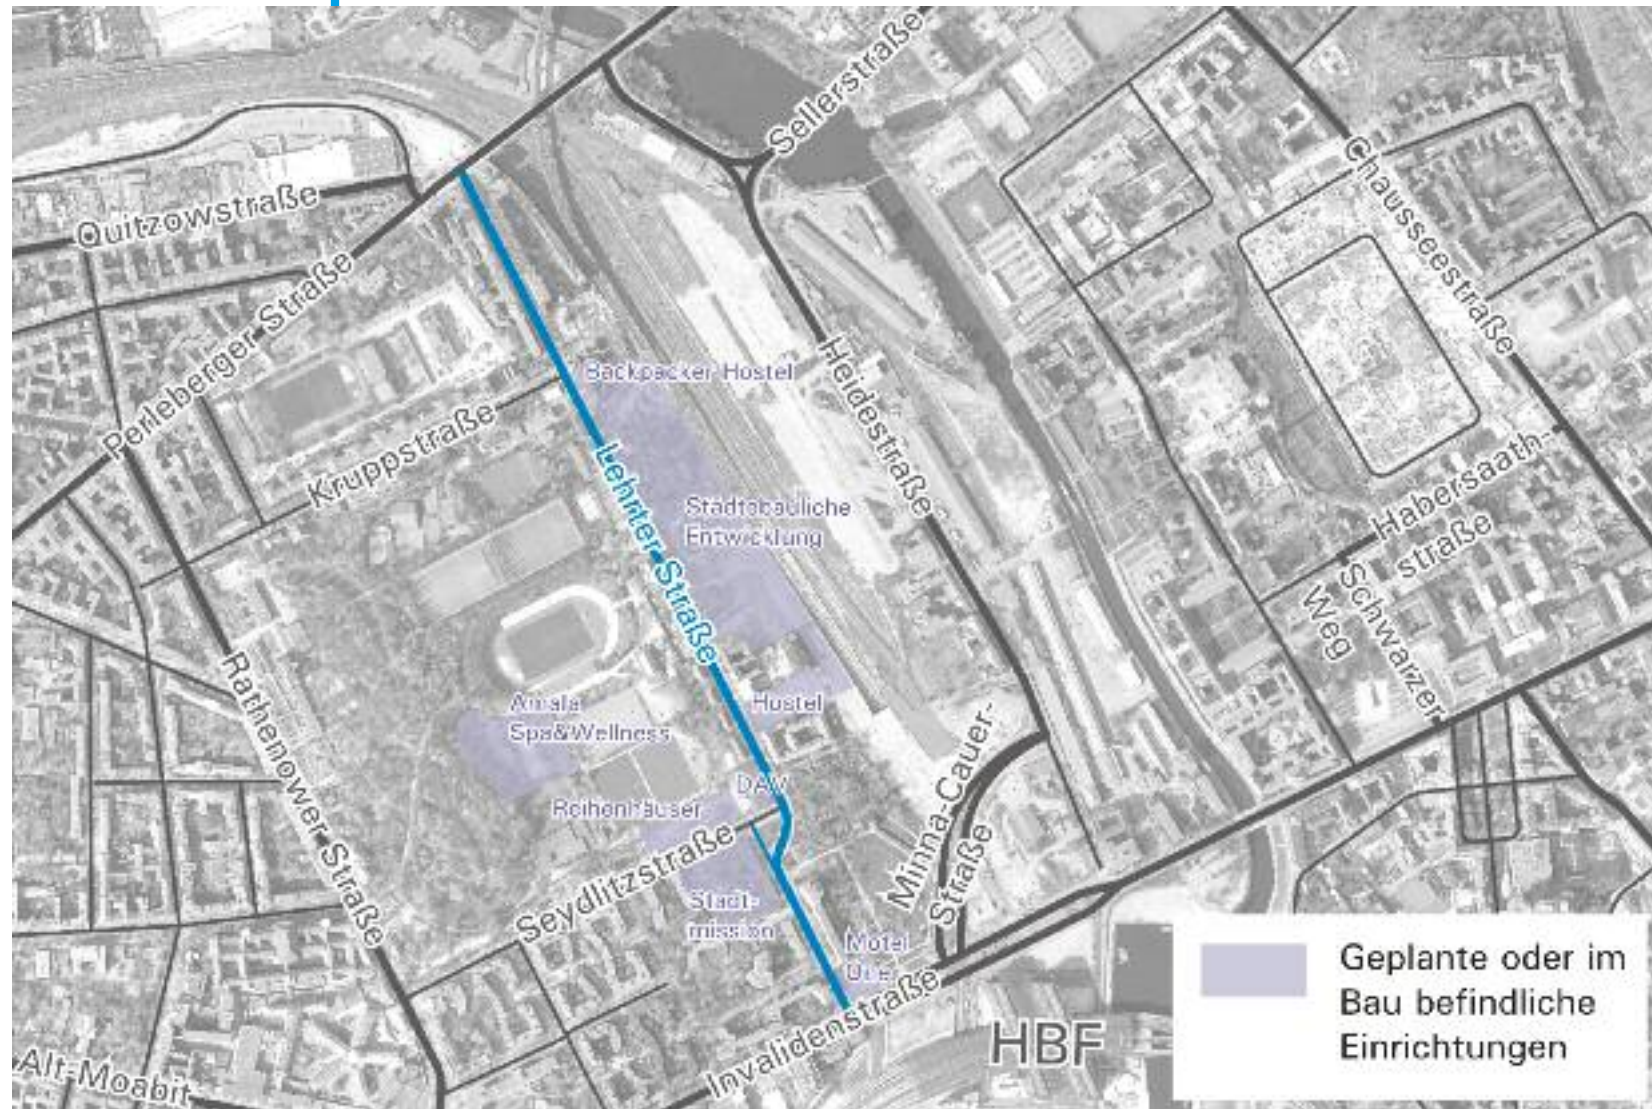 Sellerstraße
Chausseestraße
Quitzowstraße
Perleberger Straße
Backpacker Hostel
Heidestraße
Kruppstraße
Lehrter Straße
Städtebauliche
Entwicklung
Habersaath-
straße
Schwarzer
Weg
Rathenower Straße
Amala
Spa&Wellness
Hostel
DAV
Minna-Cauer-
Straße
Reihenhäuser
Seydlitzstraße
Stadt-
mission
Motel
One
Invalidenstraße
HBF
Alt-Moabit
Geplante oder im
Bau befindliche
Einrichtungen